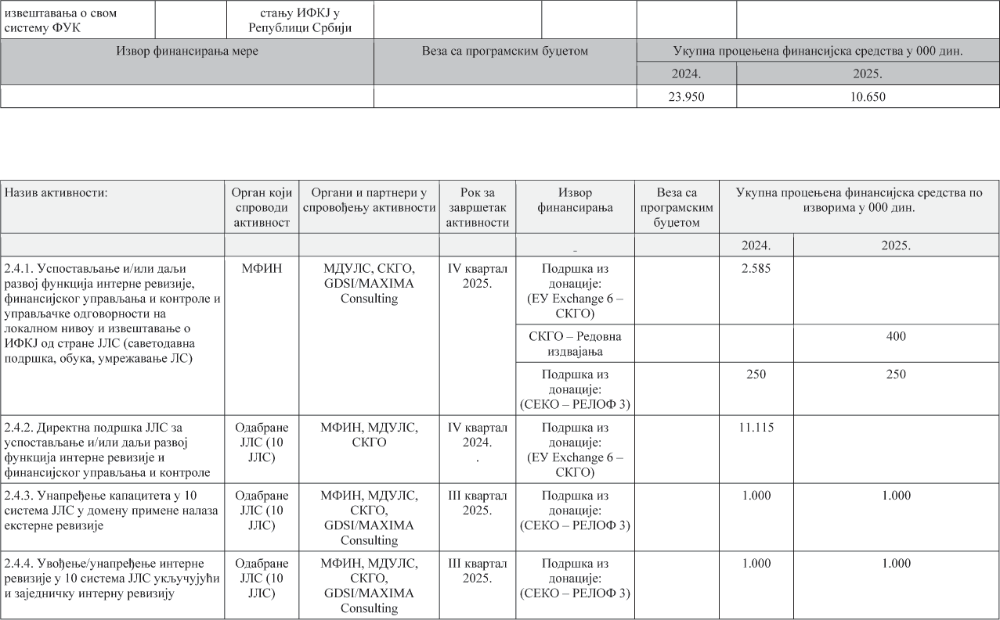 извештавања о свом
систему ФУК
стању ИФКЈ у
Републици Србији
Извор финансирања мере
Веза са програмским буџетом
Укупна процењена финансијска средства у 000 дин.
2024.
2025.
23.950
10.650
Назив активности:
Орган који
спроводи
активност
Органи и партнери у
спровођењу активности
Рок за
завршетак
активности
Извор
финансирања
Веза са
програмским
буџетом
Укупна процењена финансијска средства по
изворима у 000 дин.
2024.
2025.
2.4.1. Успостављање и/или даљи
развој функција интерне ревизије,
финансијског управљања и контроле и
управљачке одговорности на
локалном нивоу и извештавање о
ИФКЈ од стране ЈЛС (саветодавна
подршка, обука, умрежавање ЛС)
МФИН
МДУЛС, СКГО,
GDSI/MAXIMA
Consulting
IV квартал
2025.
Подршка из
донације:
(ЕУ Exchange 6 –
СКГО)
2.585
СКГО – Редовна
издвајања
400
Подршка из
донације:
(СЕКО – РЕЛОФ 3)
250
250
2.4.2. Директна подршка ЈЛС за
успостављање и/или даљи развој
функција интерне ревизије и
финансијског управљања и контроле
Одабране
ЈЛС (10
ЈЛС)
МФИН, МДУЛС,
СКГО
IV квартал
2024.
.
Подршка из
донације:
(ЕУ Exchange 6 –
СКГО)
11.115
2.4.3. Унапређење капацитета у 10
система ЈЛС у домену примене налаза
екстерне ревизије
Одабране
ЈЛС (10
ЈЛС)
МФИН, МДУЛС,
СКГО,
GDSI/MAXIMA
Consulting
III квартал
2025.
Подршка из
донације:
(СЕКО – РЕЛОФ 3)
1.000
1.000
2.4.4. Увођење/унапређење интерне
ревизије у 10 система ЈЛС укључујући
и заједничку интерну ревизију
Одабране
ЈЛС (10
ЈЛС)
МФИН, МДУЛС,
СКГО,
GDSI/MAXIMA
Consulting
III квартал
2025.
Подршка из
донације:
(СЕКО – РЕЛОФ 3)
1.000
1.000